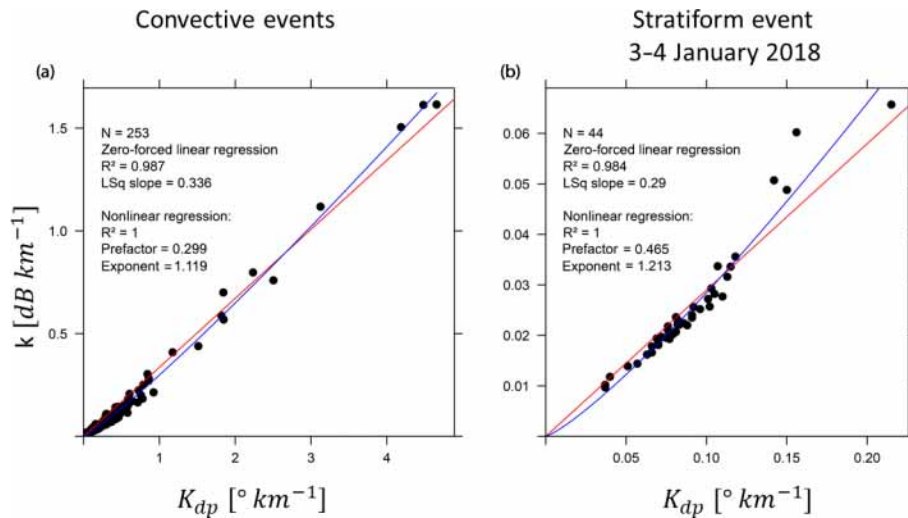 Convective events
Stratiform event
3-4 January 2018
(a)
N = 253
Zero-forced linear regression
R² = 0.987
LSq slope = 0.336
Nonlinear regression:
R² = 1
Prefactor = 0.299
Exponent = 1.119
1.5
1.0
0.5
k [dB km⁻¹]
1 2 3 4
K_dp [° km⁻¹]
(b)
N = 44
Zero-forced linear regression
R² = 0.984
LSq slope = 0.29
Nonlinear regression:
R² = 1
Prefactor = 0.465
Exponent = 1.213
0.06
0.05
0.04
0.03
0.02
0.01
0.05 0.10 0.15 0.20
K_dp [° km⁻¹]